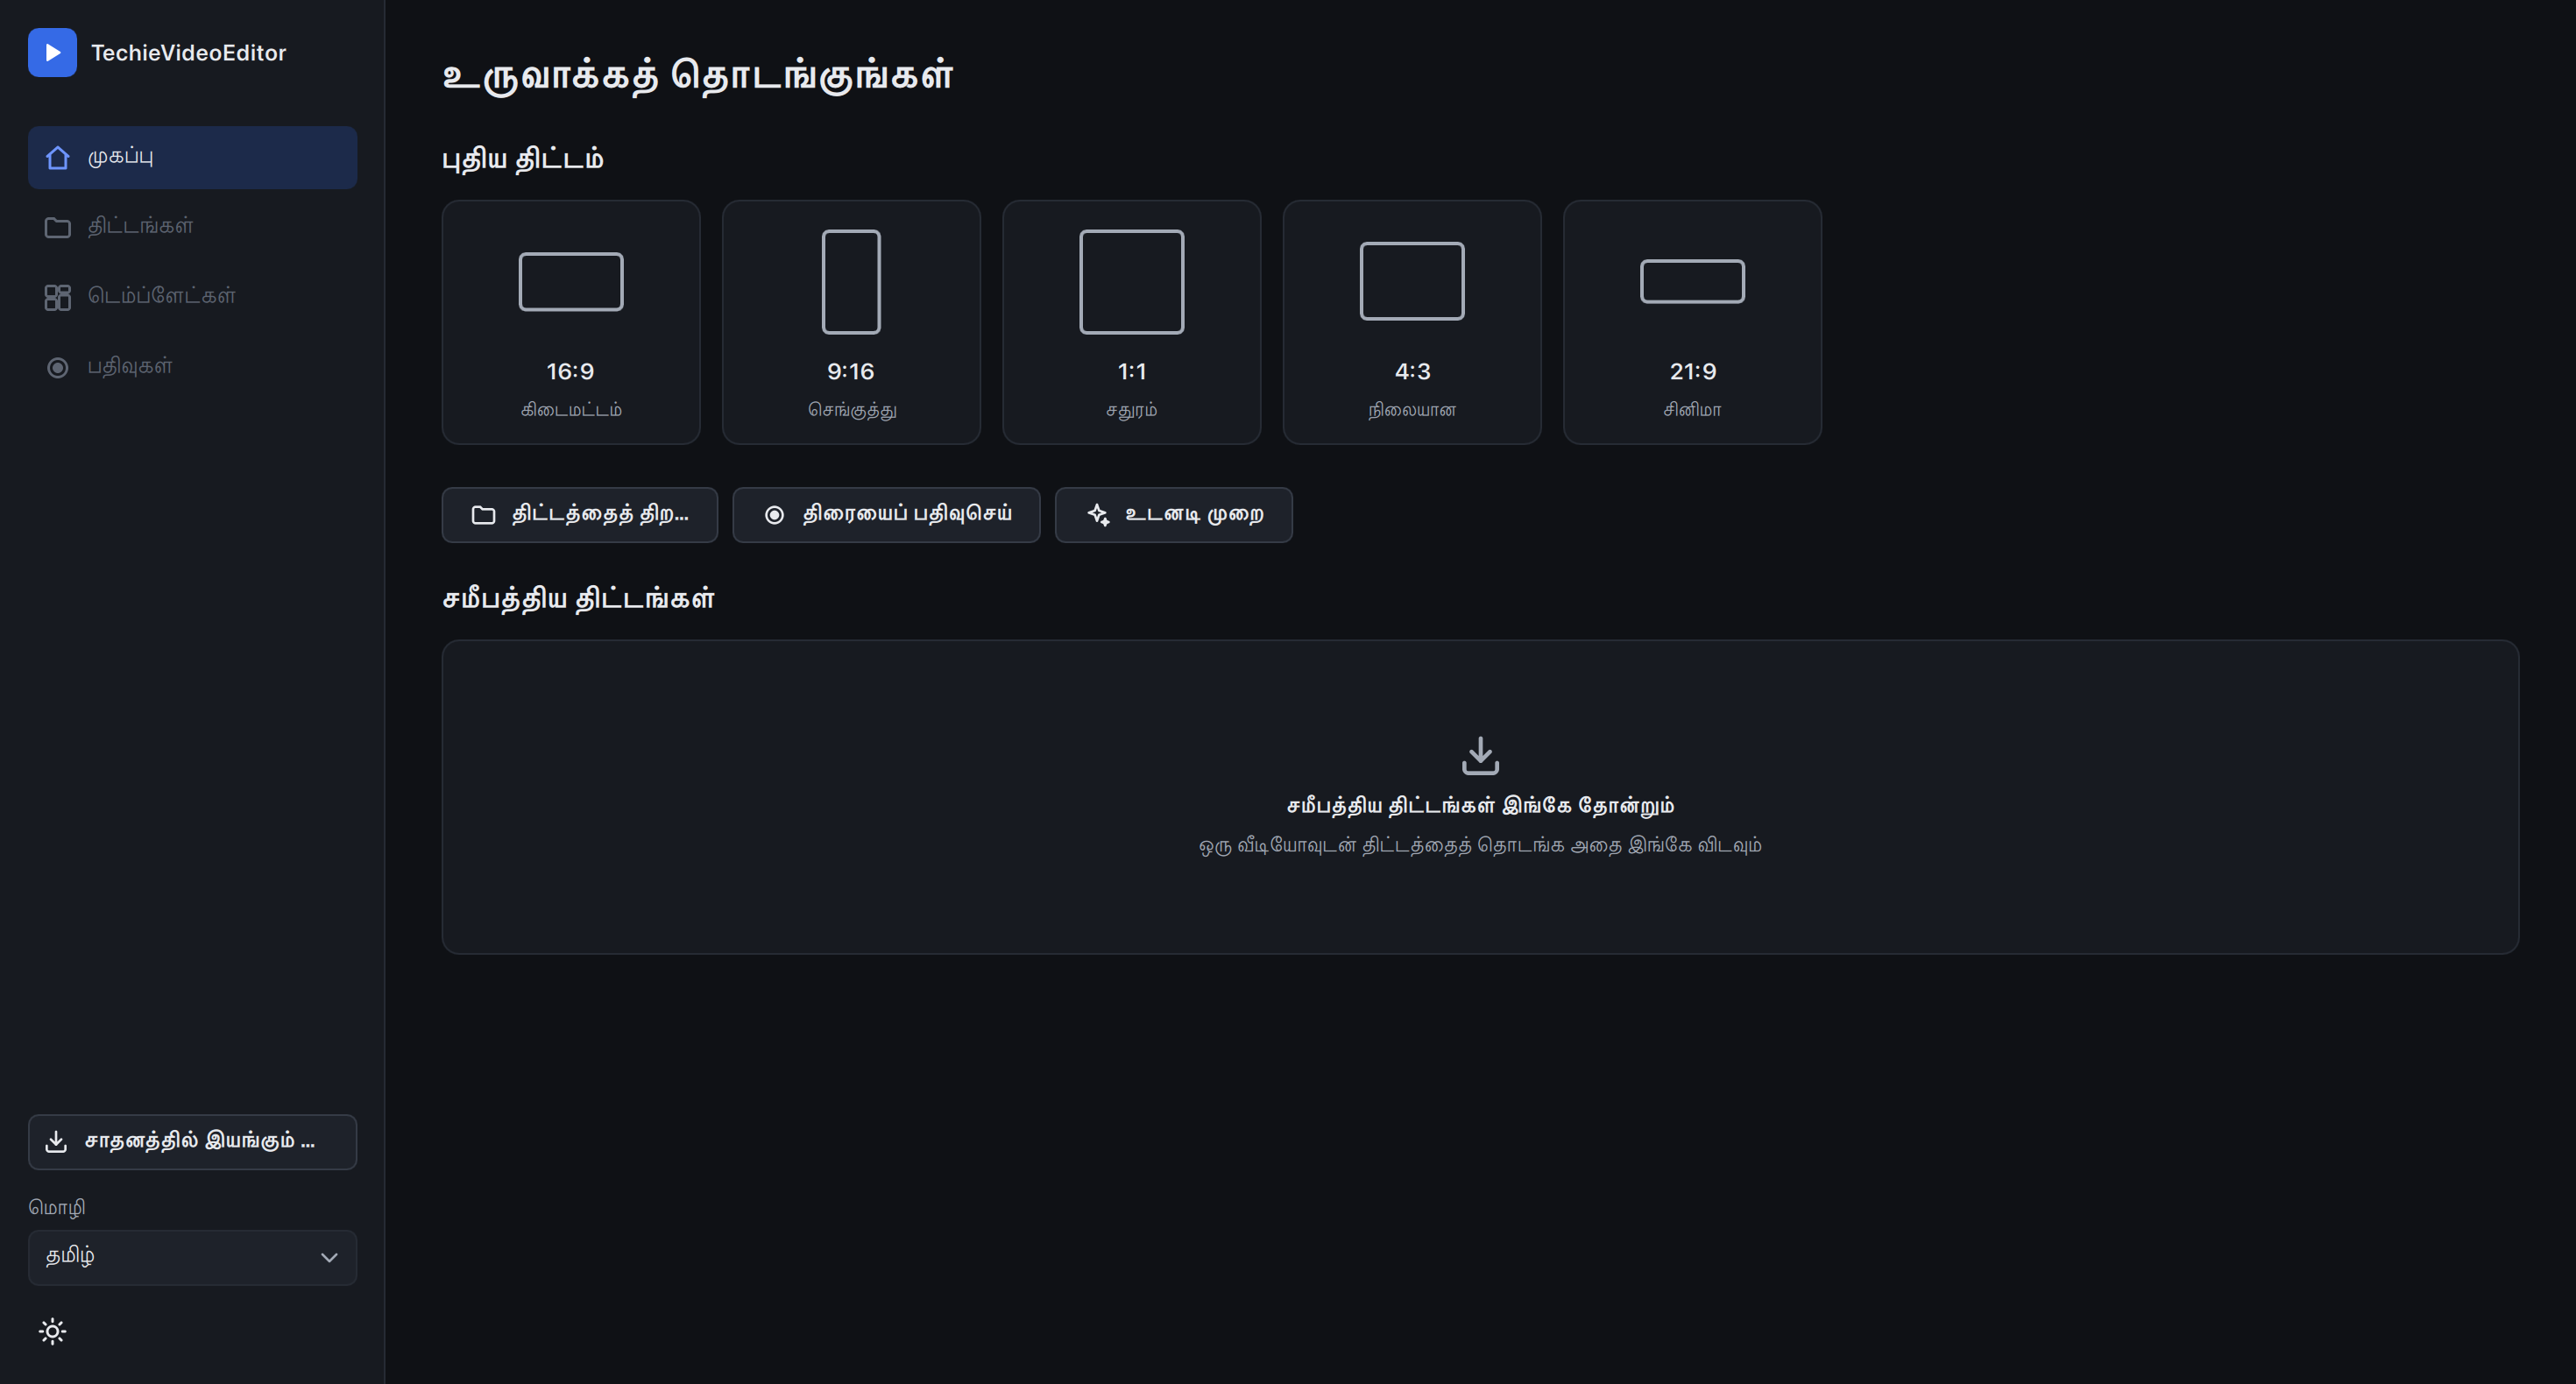 TechieVideoEditor
முகப்பு
திட்டங்கள்
டெம்ப்ளேட்கள்
பதிவுகள்
சாதனத்தில் இயங்கும் ...
மொழி
தமிழ்
உருவாக்கத் தொடங்குங்கள்
புதிய திட்டம்
16:9
கிடைமட்டம்
9:16
செங்குத்து
1:1
சதுரம்
4:3
நிலையான
21:9
சினிமா
திட்டத்தைத் திற...
திரையைப் பதிவுசெய்
உடனடி முறை
சமீபத்திய திட்டங்கள்
சமீபத்திய திட்டங்கள் இங்கே தோன்றும்
ஒரு வீடியோவுடன் திட்டத்தைத் தொடங்க அதை இங்கே விடவும்